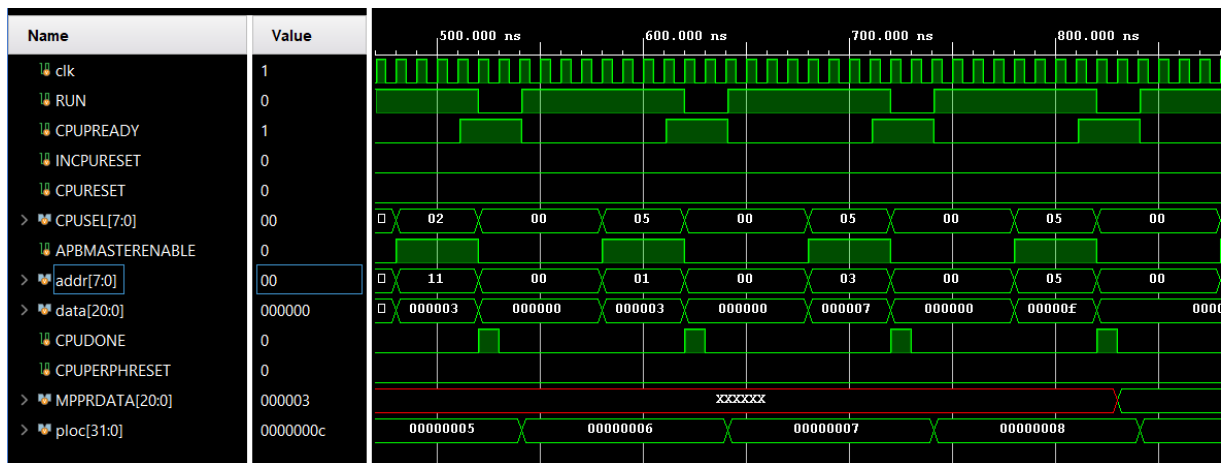 Name Value 500.000 ns 600.000 ns 700.000 ns 800.000 ns
clk 1
RUN 0
CPUPREADY 1
INCPURESET 0
CPURESET 0
CPUSEL[7:0] 00 02 00 05 00 05 00 05 00
APBMASTERENABLE 0
addr[7:0] 00 11 00 01 00 03 00 05 00
data[20:0] 000000 000003 000000 000003 000000 000007 000000 00000f 0000
CPUDONE 0
CPUPERPHRESET 0
MPPRDATA[20:0] 000003 XXXXXX
ploc[31:0] 0000000c 00000005 00000006 00000007 00000008